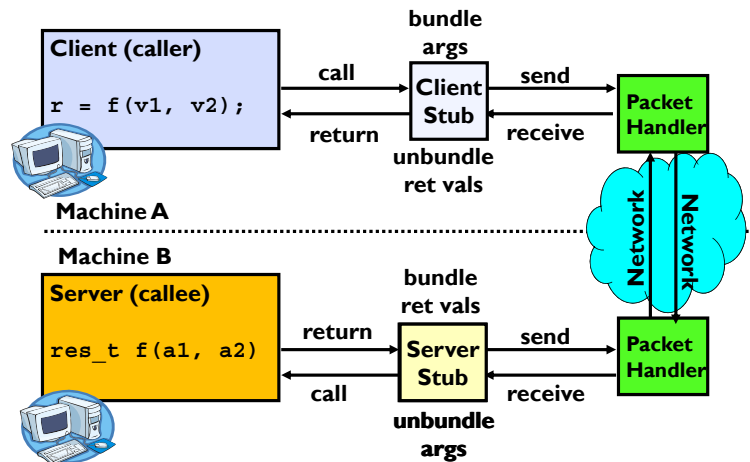 Client (caller)
r = f(v1, v2);
call
return
bundle
args
Client
Stub
unbundle
ret vals
send
receive
Packet
Handler
Machine A
Network
Network
Machine B
Server (callee)
res_t f(a1, a2)
return
call
bundle
ret vals
Server
Stub
unbundle
args
send
receive
Packet
Handler